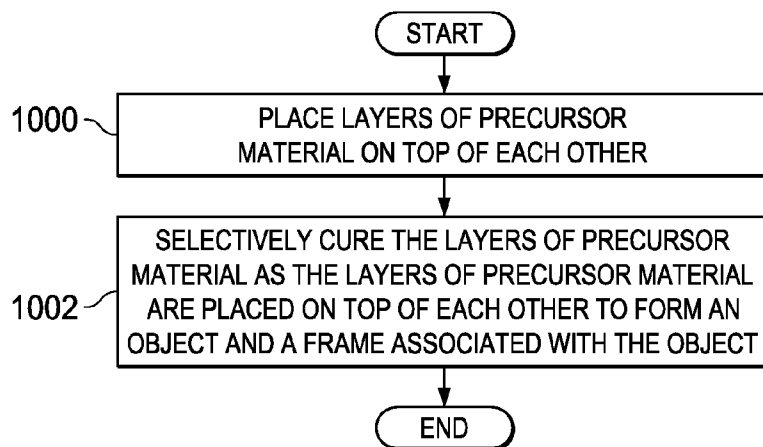 START
1000
PLACE LAYERS OF PRECURSOR
MATERIAL ON TOP OF EACH OTHER
1002
SELECTIVELY CURE THE LAYERS OF PRECURSOR
MATERIAL AS THE LAYERS OF PRECURSOR MATERIAL
ARE PLACED ON TOP OF EACH OTHER TO FORM AN
OBJECT AND A FRAME ASSOCIATED WITH THE OBJECT
END